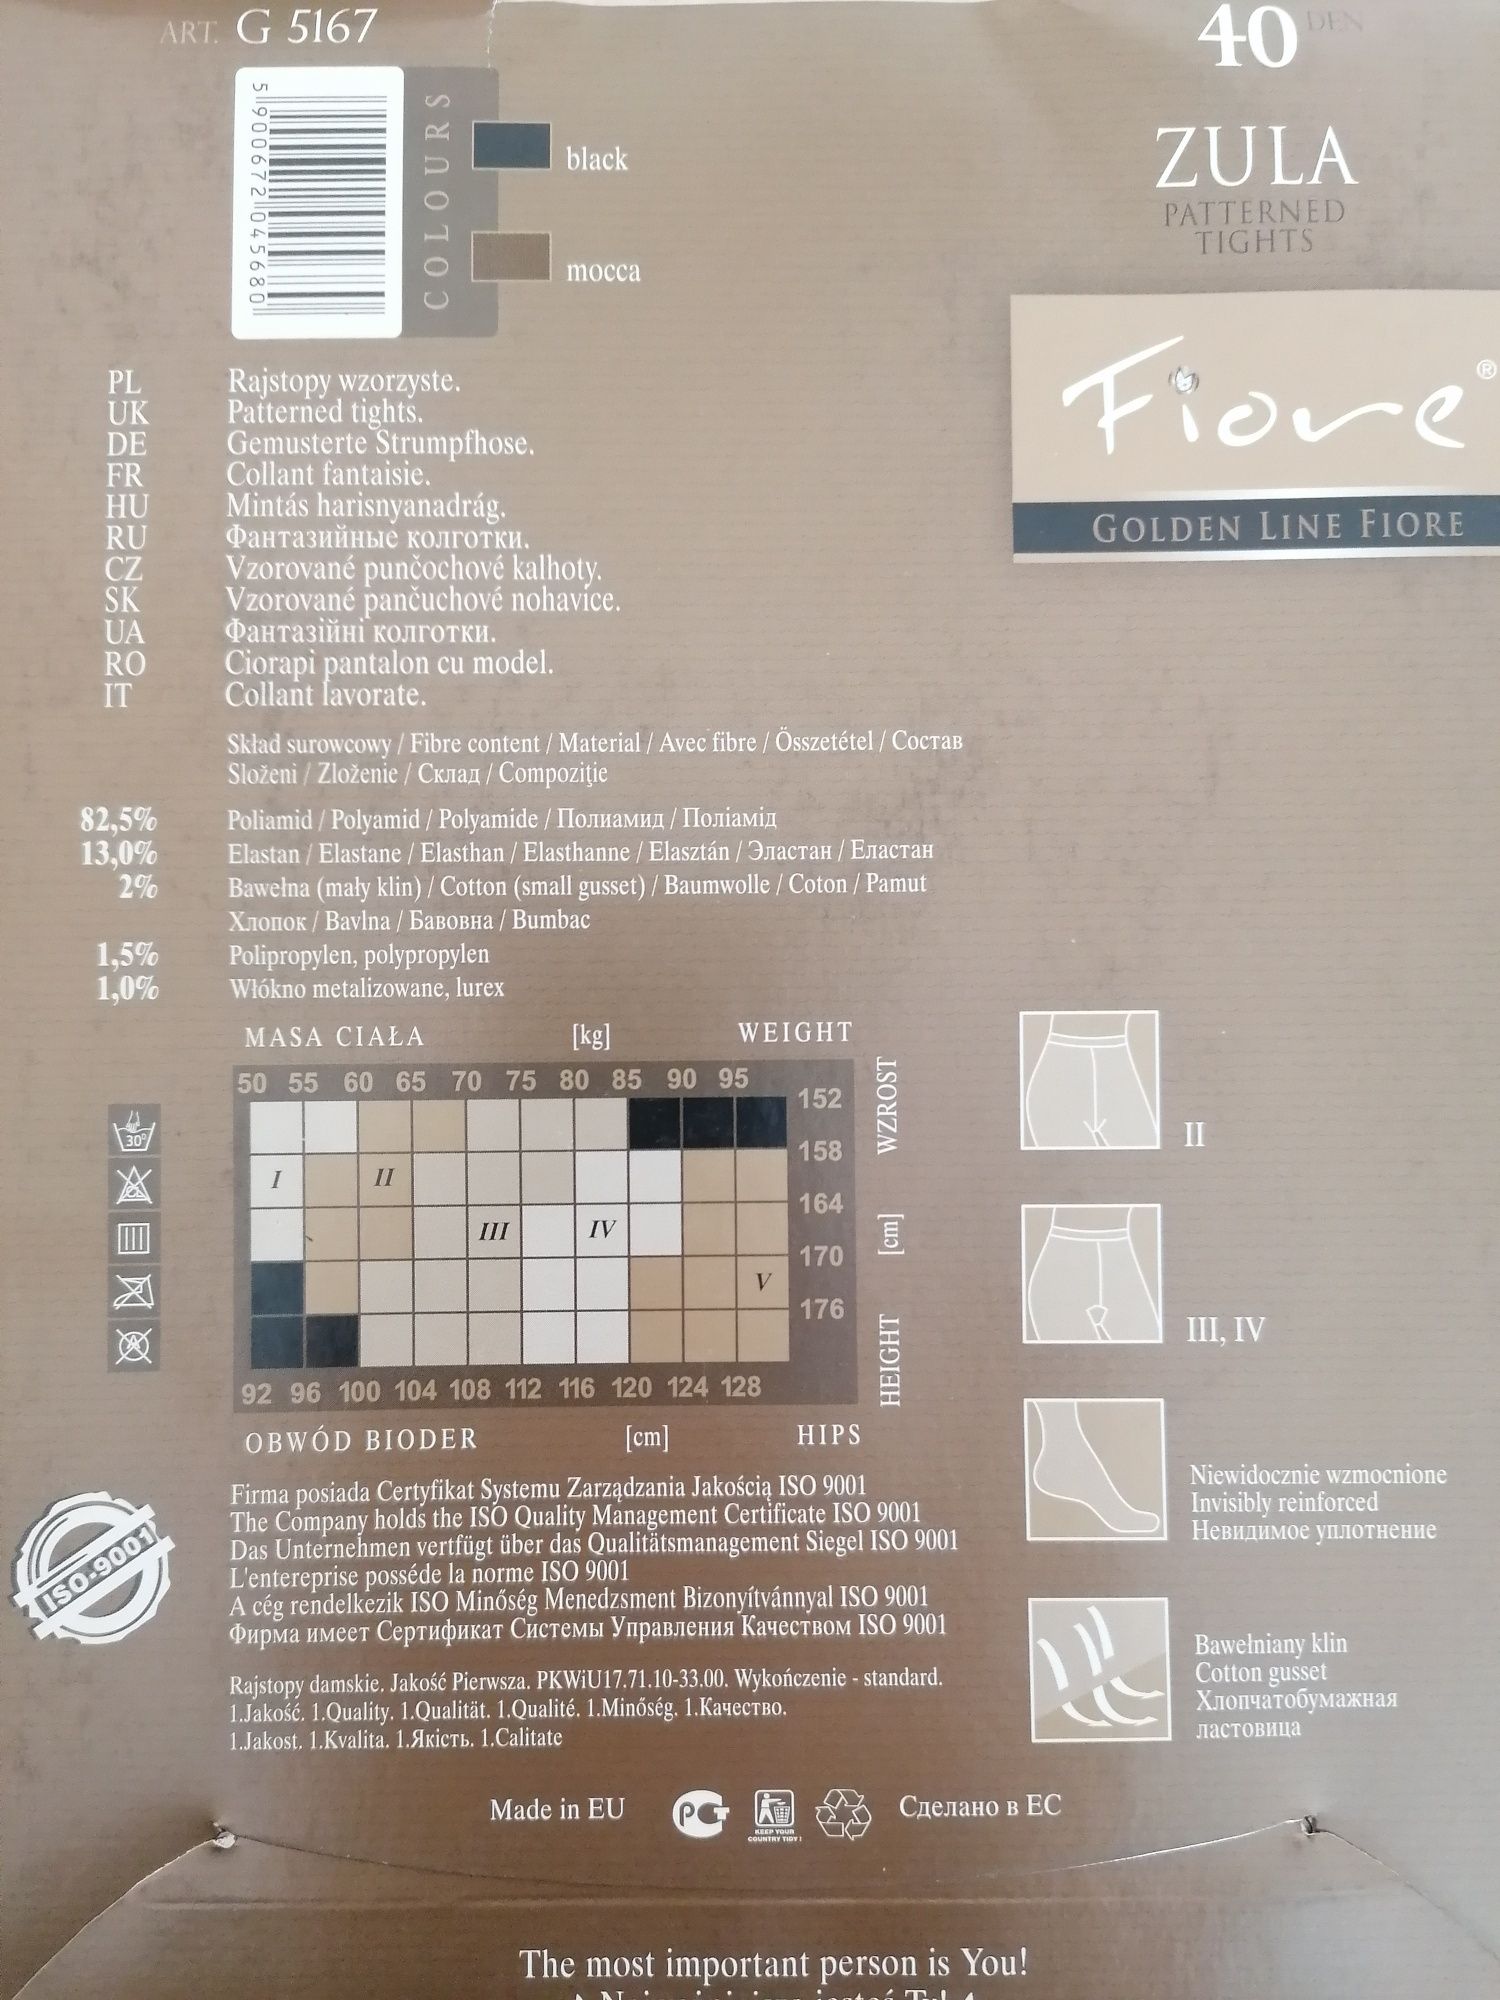 ART. G 5167
40 DEN
ZULA
PATTERNED
TIGHTS
5 900672 045680
COLOURS
black
mocca
Fiore®
GOLDEN LINE FIORE
PL Rajstopy wzorzyste.
UK Patterned tights.
DE Gemusterte Strumpfhose.
FR Collant fantaisie.
HU Mintás harisnyanadrág.
RU Фантазийные колготки.
CZ Vzorované punčochové kalhoty.
SK Vzorované pančuchové nohavice.
UA Фантазійні колготки.
RO Ciorapi pantalon cu model.
IT Collant lavorate.
Skład surowcowy / Fibre content / Material / Avec fibre / Összetétel / Состав
Složeni / Zloženie / Склад / Compoziţie
82,5% Poliamid / Polyamid / Polyamide / Полиамид / Поліамід
13,0% Elastan / Elastane / Elasthan / Elasthanne / Elasztán / Эластан / Еластан
2% Bawełna (mały klin) / Cotton (small gusset) / Baumwolle / Coton / Pamut
Хлопок / Bavlna / Бавовна / Bumbac
1,5% Polipropylen, polypropylen
1,0% Włókno metalizowane, lurex
MASA CIAŁA [kg] WEIGHT
50 55 60 65 70 75 80 85 90 95
152
158
164
170
176
WZROST [cm] HEIGHT
I II
III IV
V
92 96 100 104 108 112 116 120 124 128
OBWÓD BIODER [cm] HIPS
30°
CL
A
II
III, IV
Niewidocznie wzmocnione
Invisibly reinforced
Невидимое уплотнение
Bawełniany klin
Cotton gusset
Хлопчатобумажная
ластовица
ISO-9001
Firma posiada Certyfikat Systemu Zarządzania Jakością ISO 9001
The Company holds the ISO Quality Management Certificate ISO 9001
Das Unternehmen vertfügt über das Qualitätsmanagement Siegel ISO 9001
L'entereprise posséde la norme ISO 9001
A cég rendelkezik ISO Minőség Menedzsment Bizonyítvánnyal ISO 9001
Фирма имеет Сертификат Системы Управления Качеством ISO 9001
Rajstopy damskie. Jakość Pierwsza. PKWiU17.71.10-33.00. Wykończenie - standard.
1.Jakość. 1.Quality. 1.Qualität. 1.Qualité. 1.Minőség. 1.Качество.
1.Jakost. 1.Kvalita. 1.Якість. 1.Calitate
Made in EU
РСТ
KEEP YOUR
COUNTRY TIDY!
Сделано в ЕС
The most important person is You!